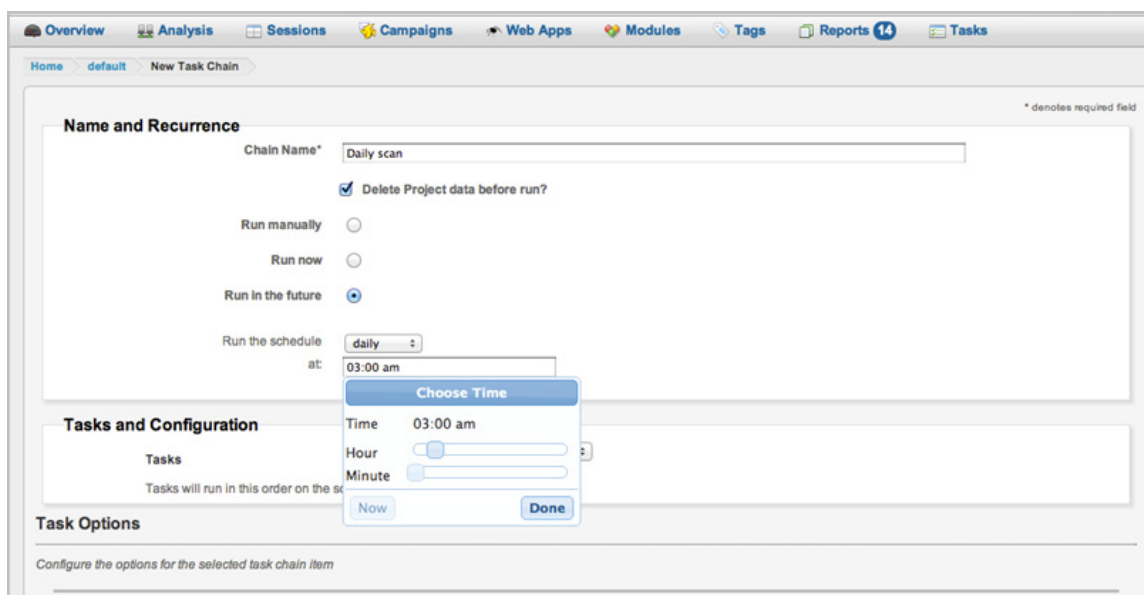 Overview Analysis Sessions Campaigns Web Apps Modules Tags Reports 14 Tasks
Home default New Task Chain
* denotes required field
Name and Recurrence
Chain Name* Daily scan
Delete Project data before run?
Run manually
Run now
Run in the future
Run the schedule daily
at: 03:00 am
Choose Time
Time 03:00 am
Hour
Minute
Now Done
Tasks and Configuration
Tasks
Tasks will run in this order on the
Task Options
Configure the options for the selected task chain item